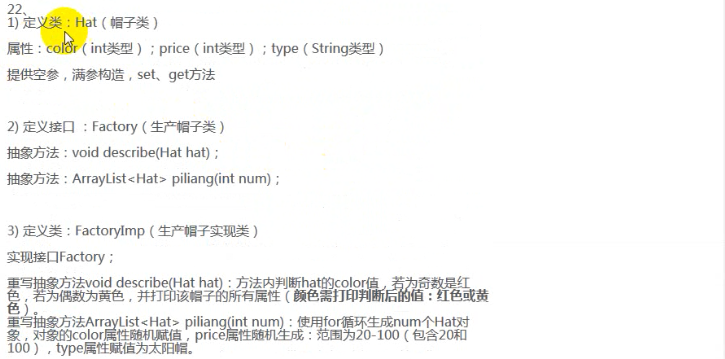 22、
1) 定义类：Hat（帽子类）
属性：color（int类型）；price（int类型）；type（String类型）
提供空参，满参构造，set、get方法
2) 定义接口 ：Factory（生产帽子类）
抽象方法：void describe(Hat hat)；
抽象方法：ArrayList<Hat> piliang(int num)；
3) 定义类：FactoryImp（生产帽子实现类）
实现接口Factory；
重写抽象方法void describe(Hat hat)：方法内判断hat的color值，若为奇数是红
色，若为偶数为黄色，并打印该帽子的所有属性（颜色需打印判断后的值：红色或黄
色）。
重写抽象方法ArrayList<Hat> piliang(int num)：使用for循环生成num个Hat对
象，对象的color属性随机赋值，price属性随机生成：范围为20-100（包含20和
100），type属性赋值为太阳帽。